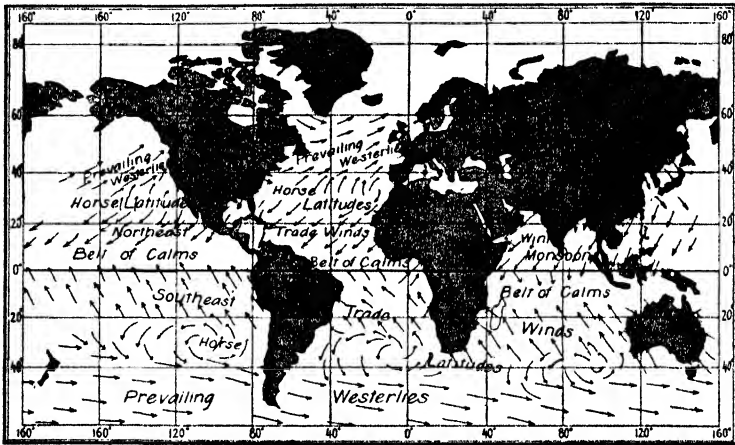 160° 160° 120° 80° 40° 0° 40° 80° 120° 160°
80° 80°
60° 60°
Prevailing Westerlies
Prevailing Westerlies
40° 40°
Horse Latitudes
Horse Latitudes
20° 20°
Northeast Trade Winds
Winter Monsoon
Belt of Calms Belt of Calms
0° 0°
Belt of Calms
Southeast Trade Winds
20° 20°
Horse Latitudes
40° 40°
Prevailing Westerlies
160° 160° 120° 80° 40° 0° 40° 80° 120° 160°